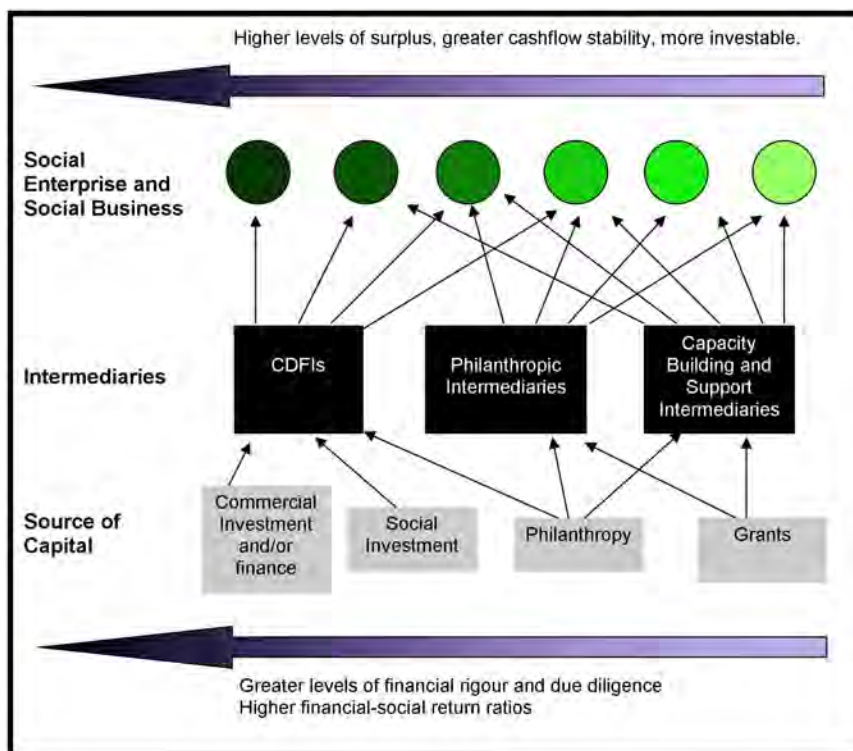 Higher levels of surplus, greater cashflow stability, more investable.
Social
Enterprise and
Social Business
Intermediaries
CDFIs
Philanthropic
Intermediaries
Capacity
Building and
Support
Intermediaries
Source of
Capital
Commercial
Investment
and/or
finance
Social
Investment
Philanthropy
Grants
Greater levels of financial rigour and due diligence
Higher financial-social return ratios